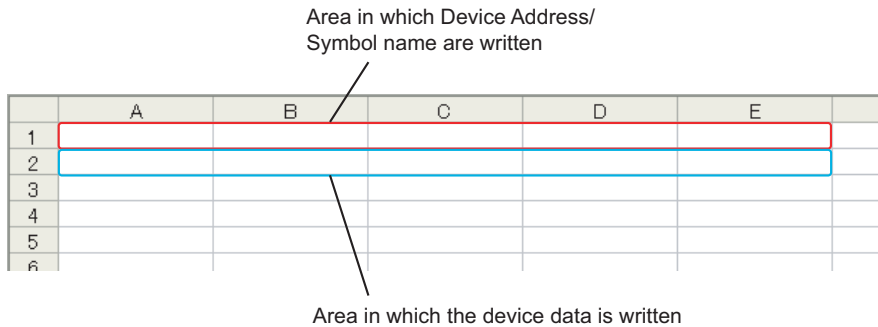 Area in which Device Address/
Symbol name are written
A B C D E
1
2
3
4
5
6
Area in which the device data is written